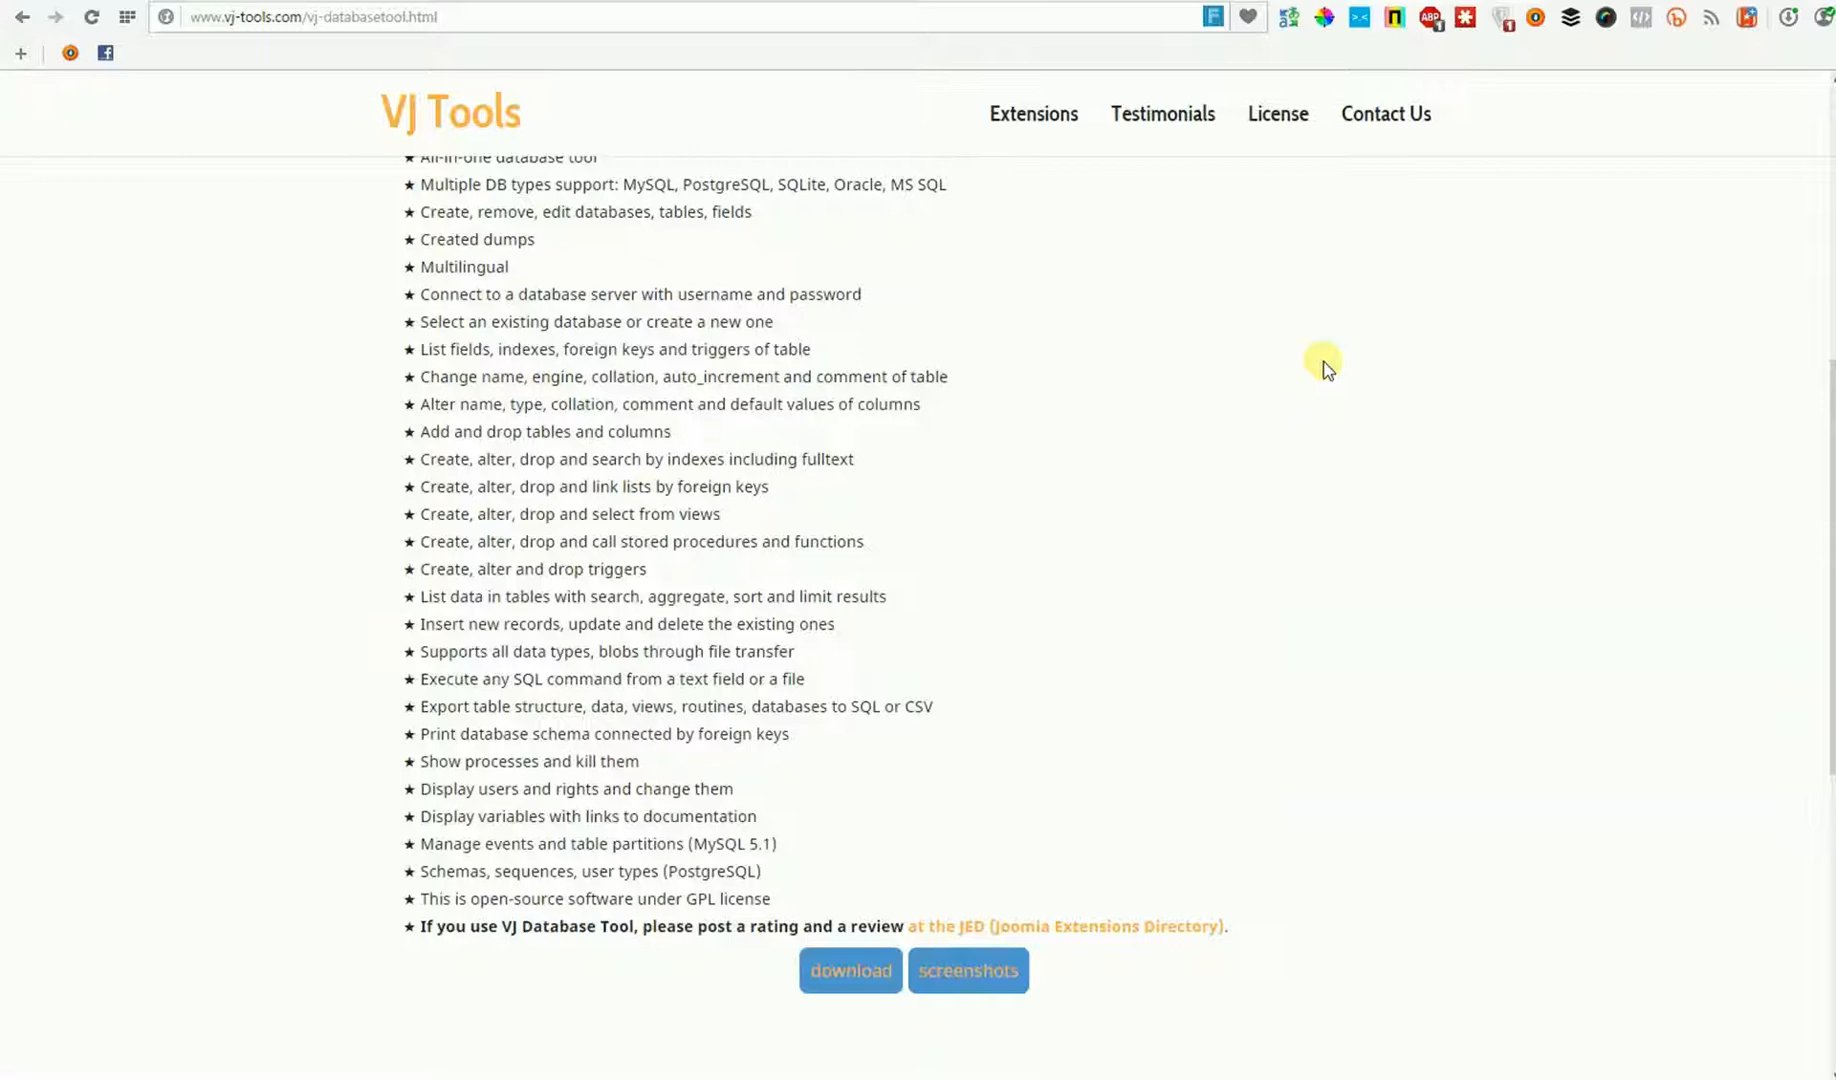 www.vj-tools.com/vj-databasetool.html
VJ Tools
Extensions
Testimonials
License
Contact Us
★ All-in-one database tool
★ Multiple DB types support: MySQL, PostgreSQL, SQLite, Oracle, MS SQL
★ Create, remove, edit databases, tables, fields
★ Created dumps
★ Multilingual
★ Connect to a database server with username and password
★ Select an existing database or create a new one
★ List fields, indexes, foreign keys and triggers of table
★ Change name, engine, collation, auto_increment and comment of table
★ Alter name, type, collation, comment and default values of columns
★ Add and drop tables and columns
★ Create, alter, drop and search by indexes including fulltext
★ Create, alter, drop and link lists by foreign keys
★ Create, alter, drop and select from views
★ Create, alter, drop and call stored procedures and functions
★ Create, alter and drop triggers
★ List data in tables with search, aggregate, sort and limit results
★ Insert new records, update and delete the existing ones
★ Supports all data types, blobs through file transfer
★ Execute any SQL command from a text field or a file
★ Export table structure, data, views, routines, databases to SQL or CSV
★ Print database schema connected by foreign keys
★ Show processes and kill them
★ Display users and rights and change them
★ Display variables with links to documentation
★ Manage events and table partitions (MySQL 5.1)
★ Schemas, sequences, user types (PostgreSQL)
★ This is open-source software under GPL license
★ If you use VJ Database Tool, please post a rating and a review at the JED (Joomla Extensions Directory).
download
screenshots